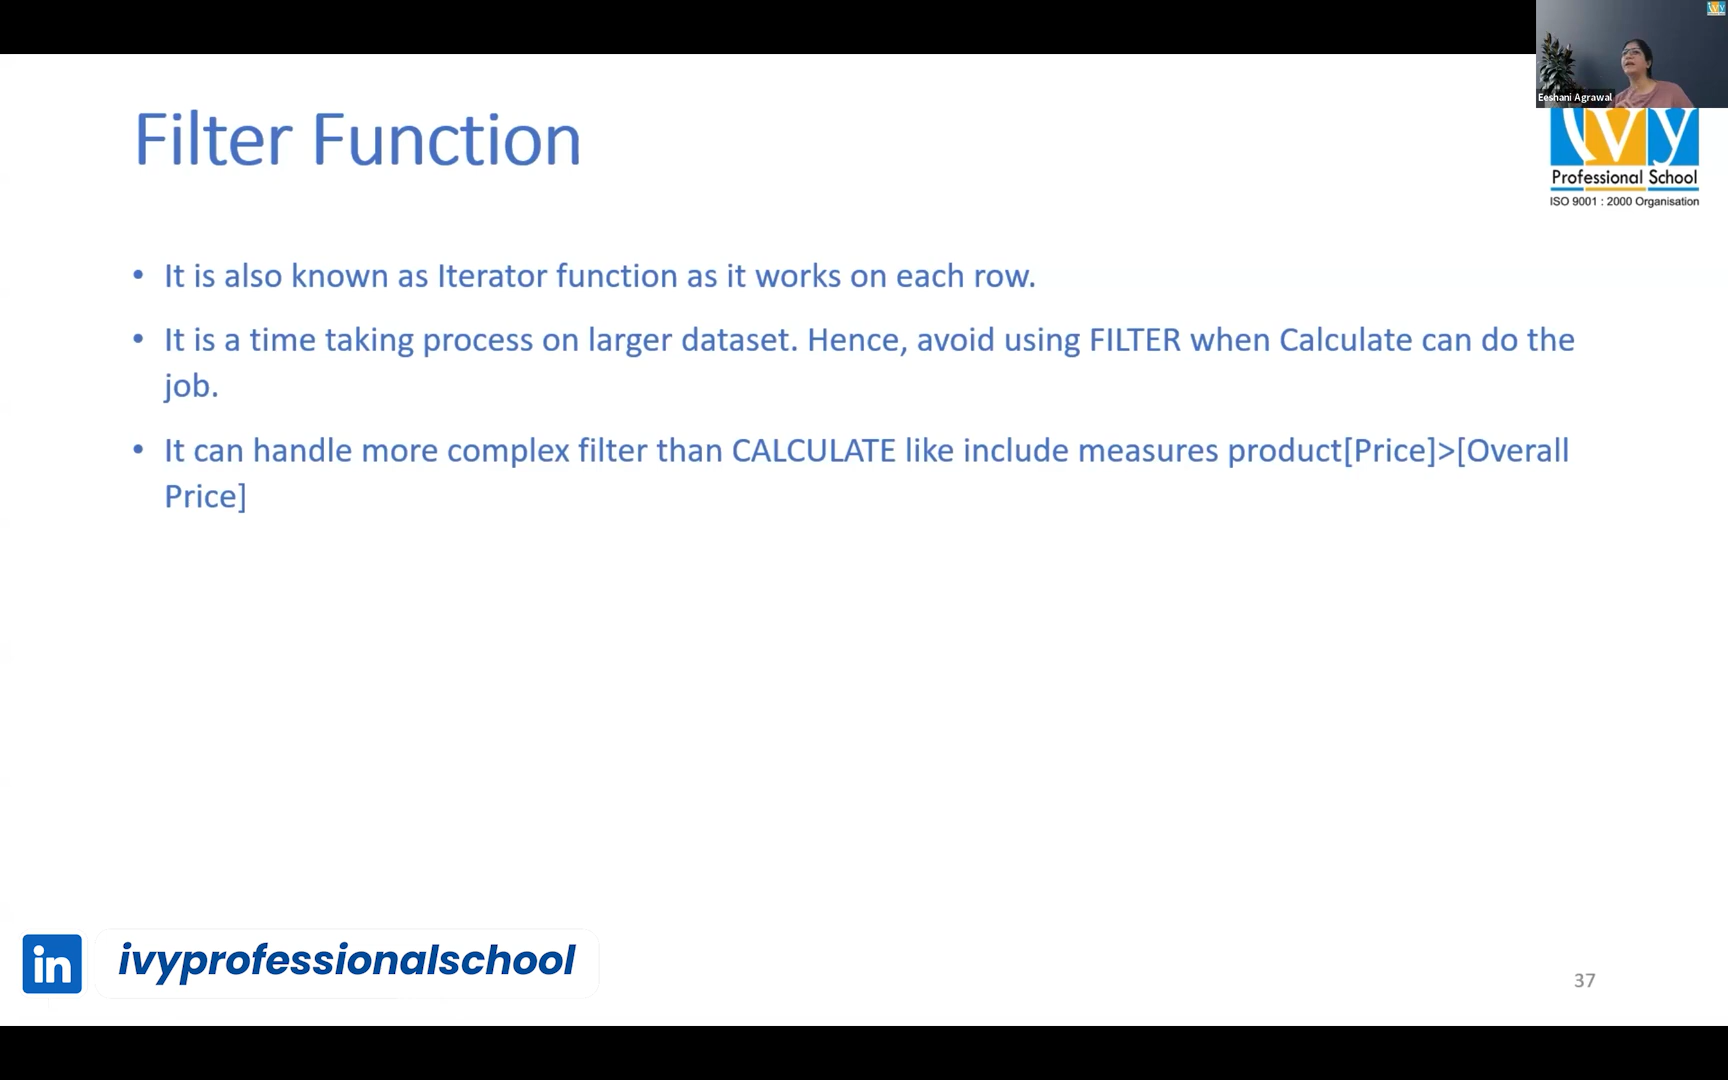 Eeshani Agrawal
Filter Function
ivy
Professional School
ISO 9001 : 2000 Organisation
• It is also known as Iterator function as it works on each row.
• It is a time taking process on larger dataset. Hence, avoid using FILTER when Calculate can do the
job.
• It can handle more complex filter than CALCULATE like include measures product[Price]>[Overall
Price]
in ivyprofessionalschool
37